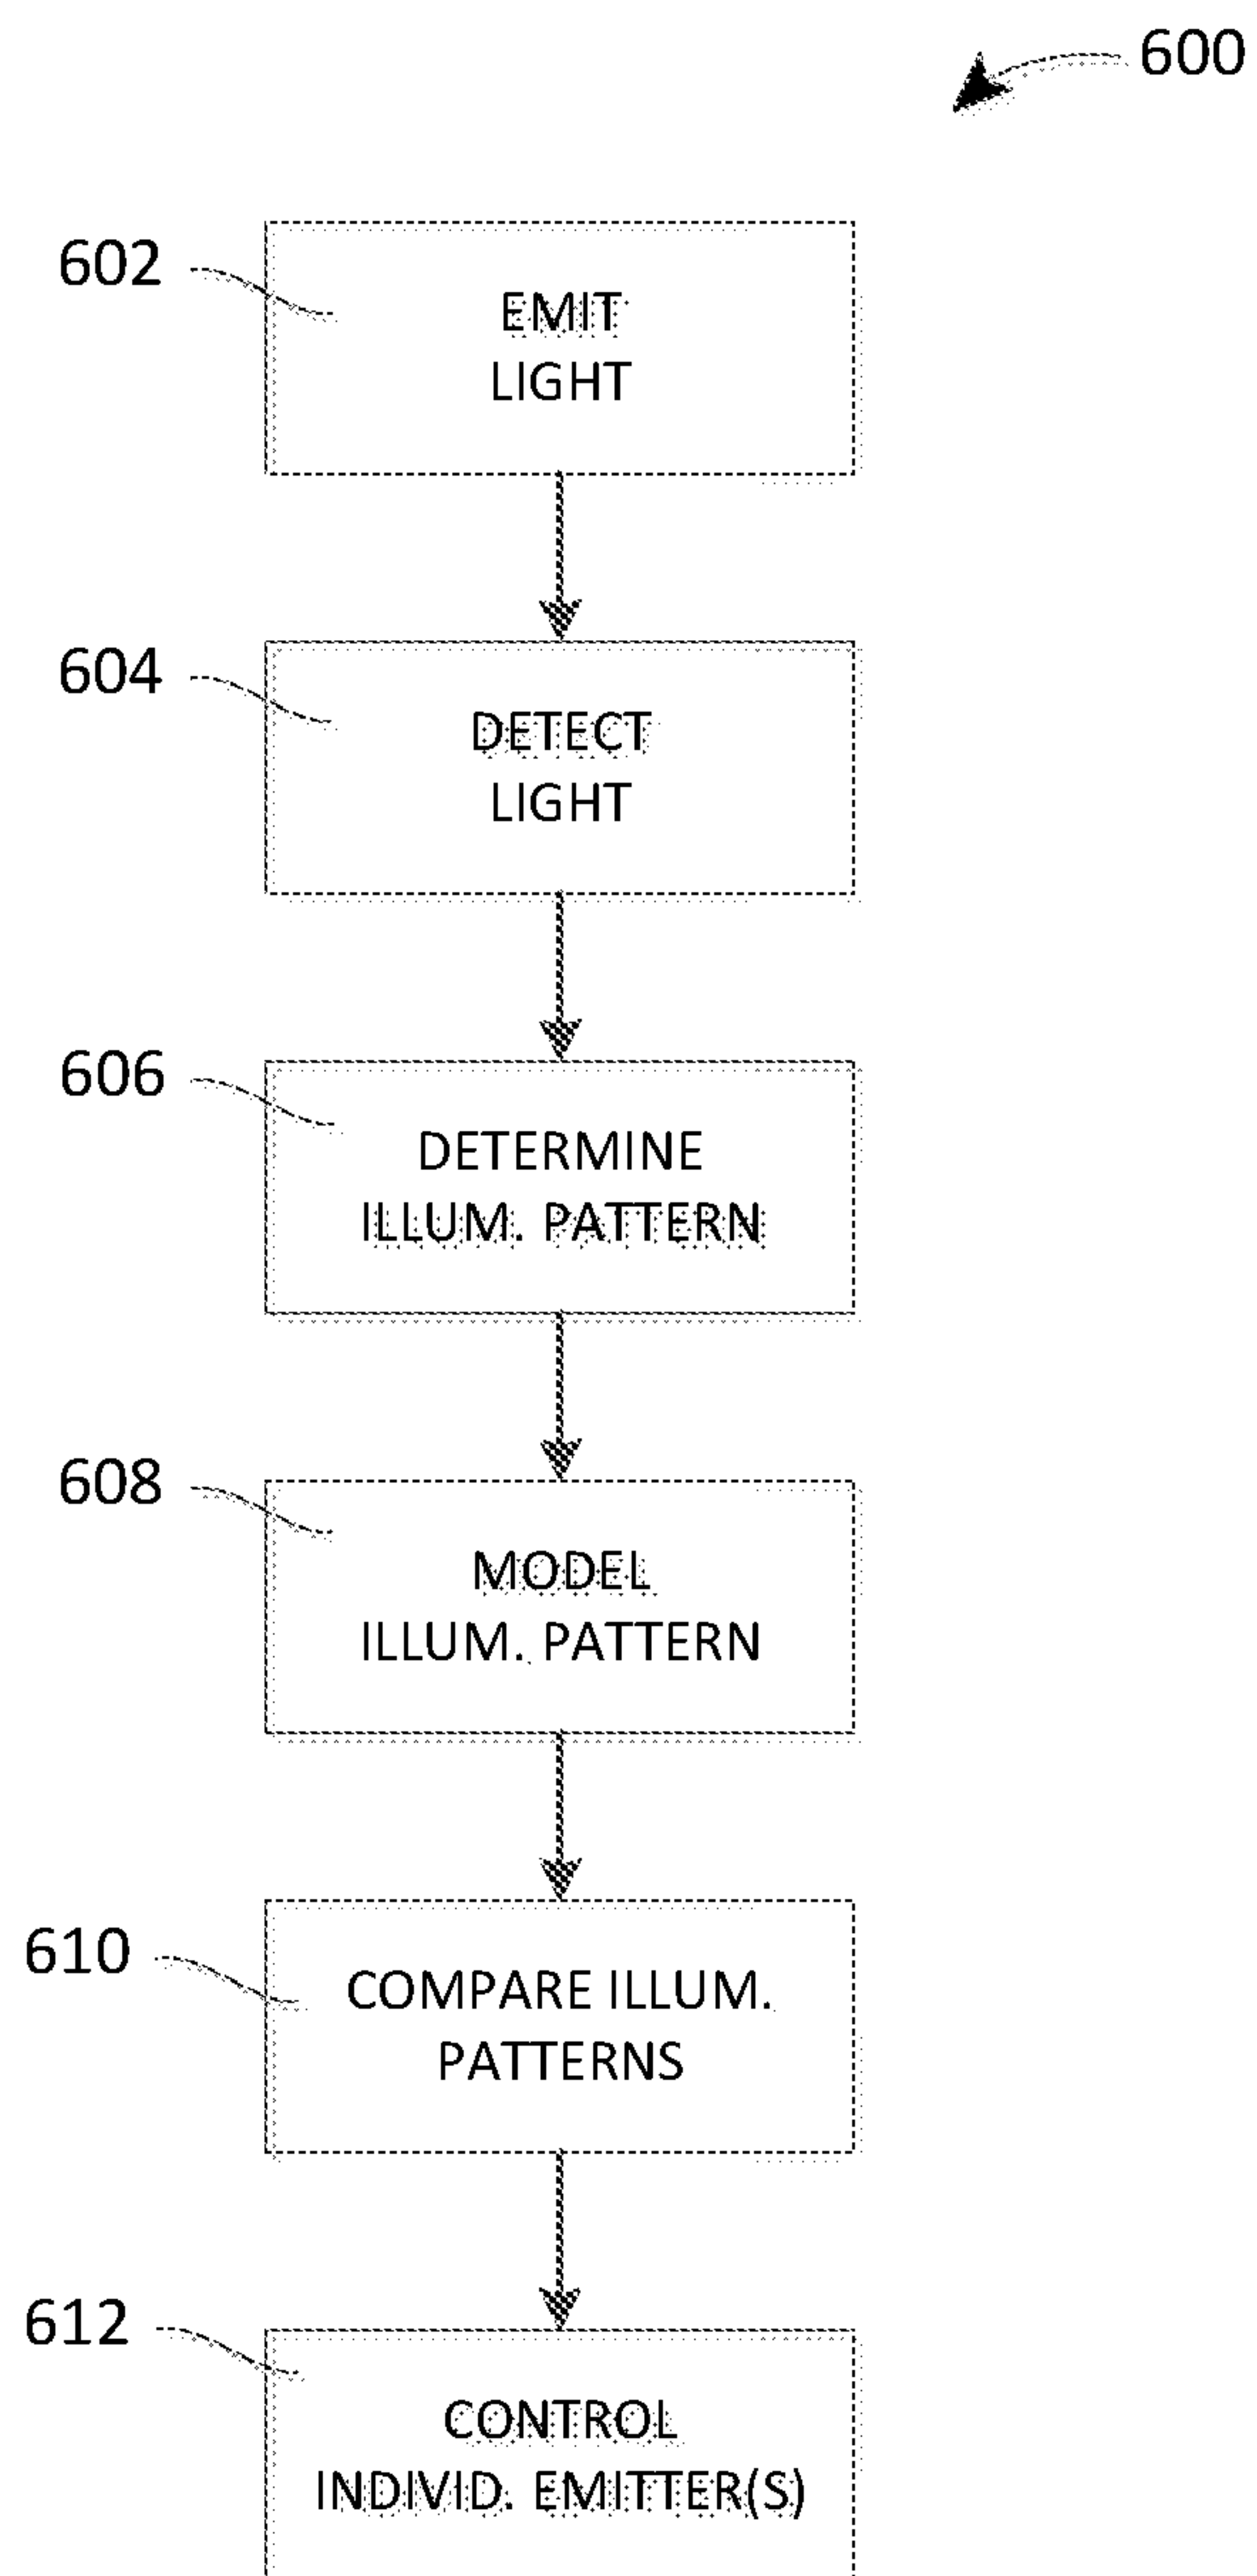 600
602
EMIT
LIGHT
604
DETECT
LIGHT
606
DETERMINE
ILLUM. PATTERN
608
MODEL
ILLUM. PATTERN
610
COMPARE ILLUM.
PATTERNS
612
CONTROL
INDIVID. EMITTER(S)